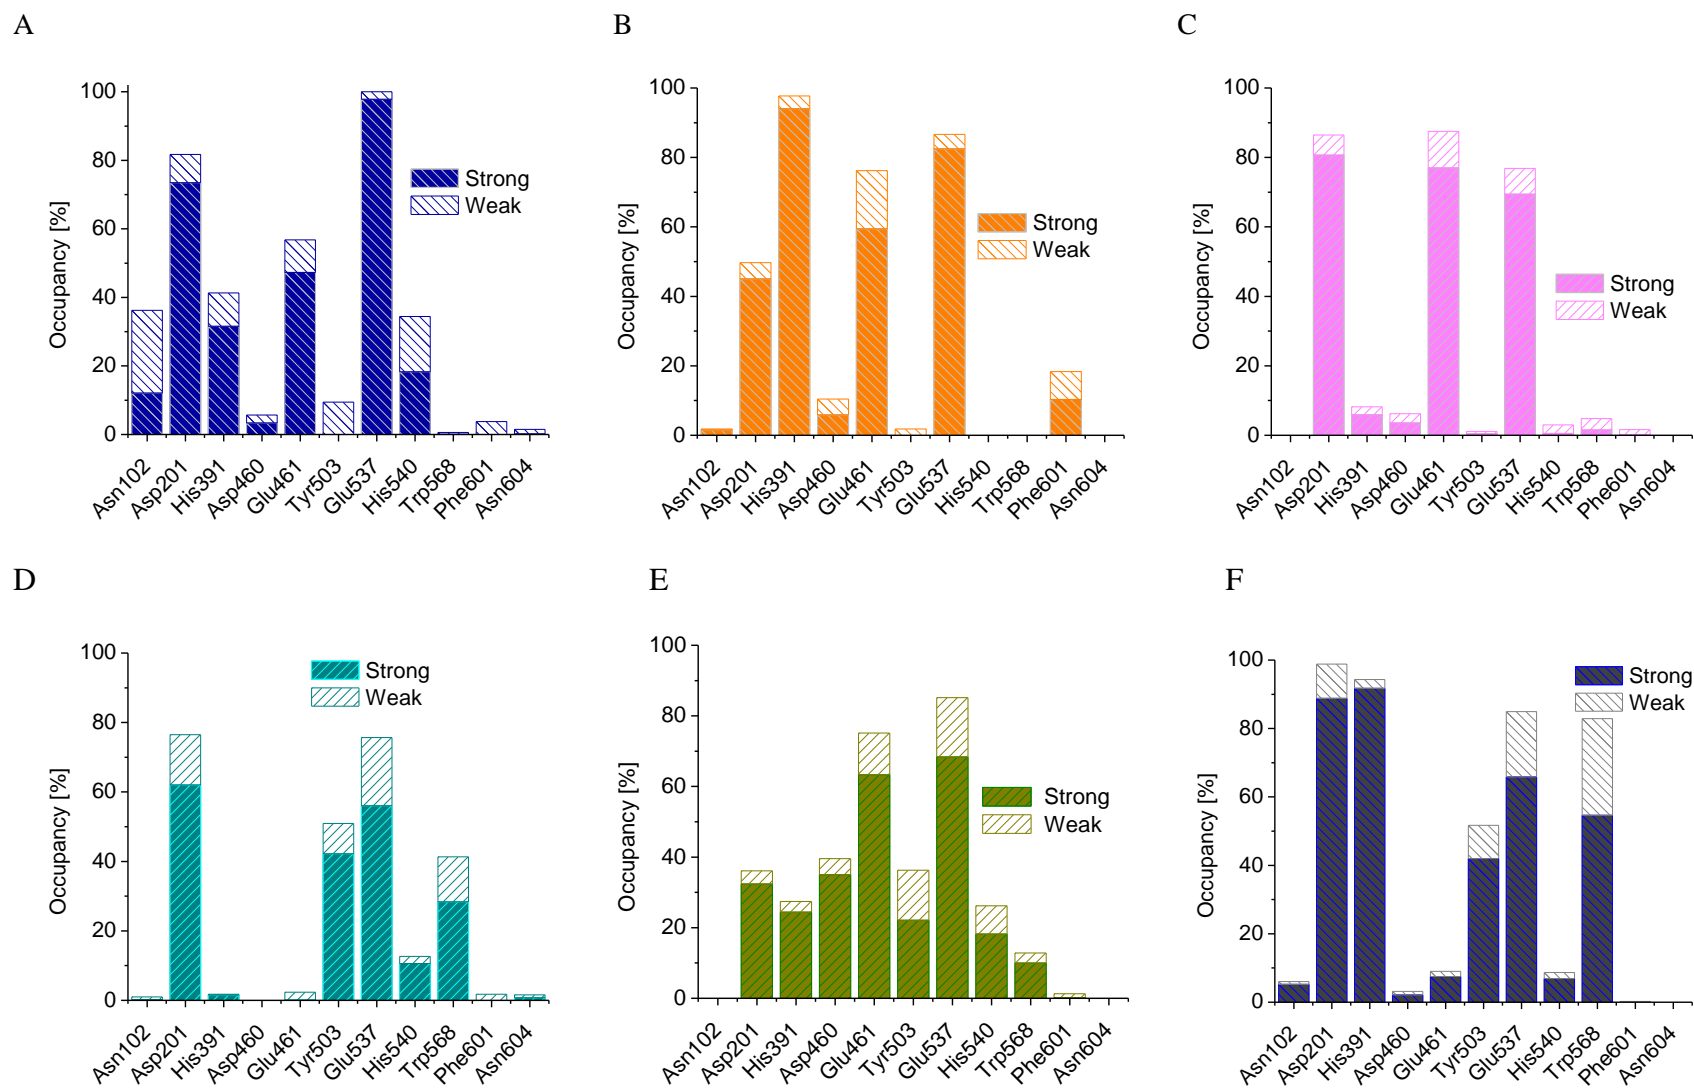 A
B
C
Occupancy [%]
100
80
60
40
20
0
Strong
Weak
Asn102
Asp201
His391
Asp460
Glu461
Tyr503
Glu537
His540
Trp568
Phe601
Asn604
Occupancy [%]
100
80
60
40
20
0
Strong
Weak
Asn102
Asp201
His391
Asp460
Glu461
Tyr503
Glu537
His540
Trp568
Phe601
Asn604
Occupancy [%]
100
80
60
40
20
0
Strong
Weak
Asn102
Asp201
His391
Asp460
Glu461
Tyr503
Glu537
His540
Trp568
Phe601
Asn604
D
E
F
Occupancy [%]
100
80
60
40
20
0
Strong
Weak
Asn102
Asp201
His391
Asp460
Glu461
Tyr503
Glu537
His540
Trp568
Phe601
Asn604
Occupancy [%]
100
80
60
40
20
0
Strong
Weak
Asn102
Asp201
His391
Asp460
Glu461
Tyr503
Glu537
His540
Trp568
Phe601
Asn604
Occupancy [%]
100
80
60
40
20
0
Strong
Weak
Asn102
Asp201
His391
Asp460
Glu461
Tyr503
Glu537
His540
Trp568
Phe601
Asn604